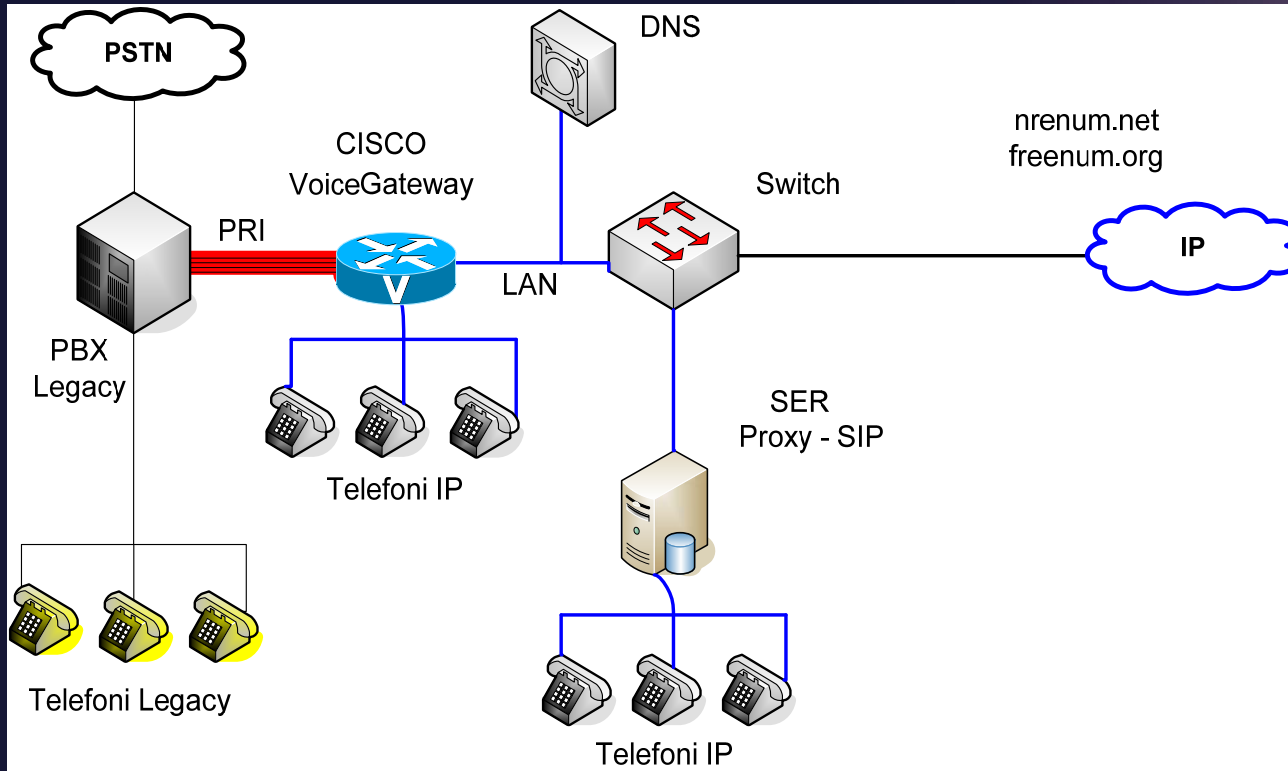 PSTN
DNS
nrenum.net
freenum.org
CISCO
VoiceGateway
Switch
PRI
V
LAN
IP
PBX
Legacy
Telefoni IP
SER
Proxy - SIP
Telefoni Legacy
Telefoni IP